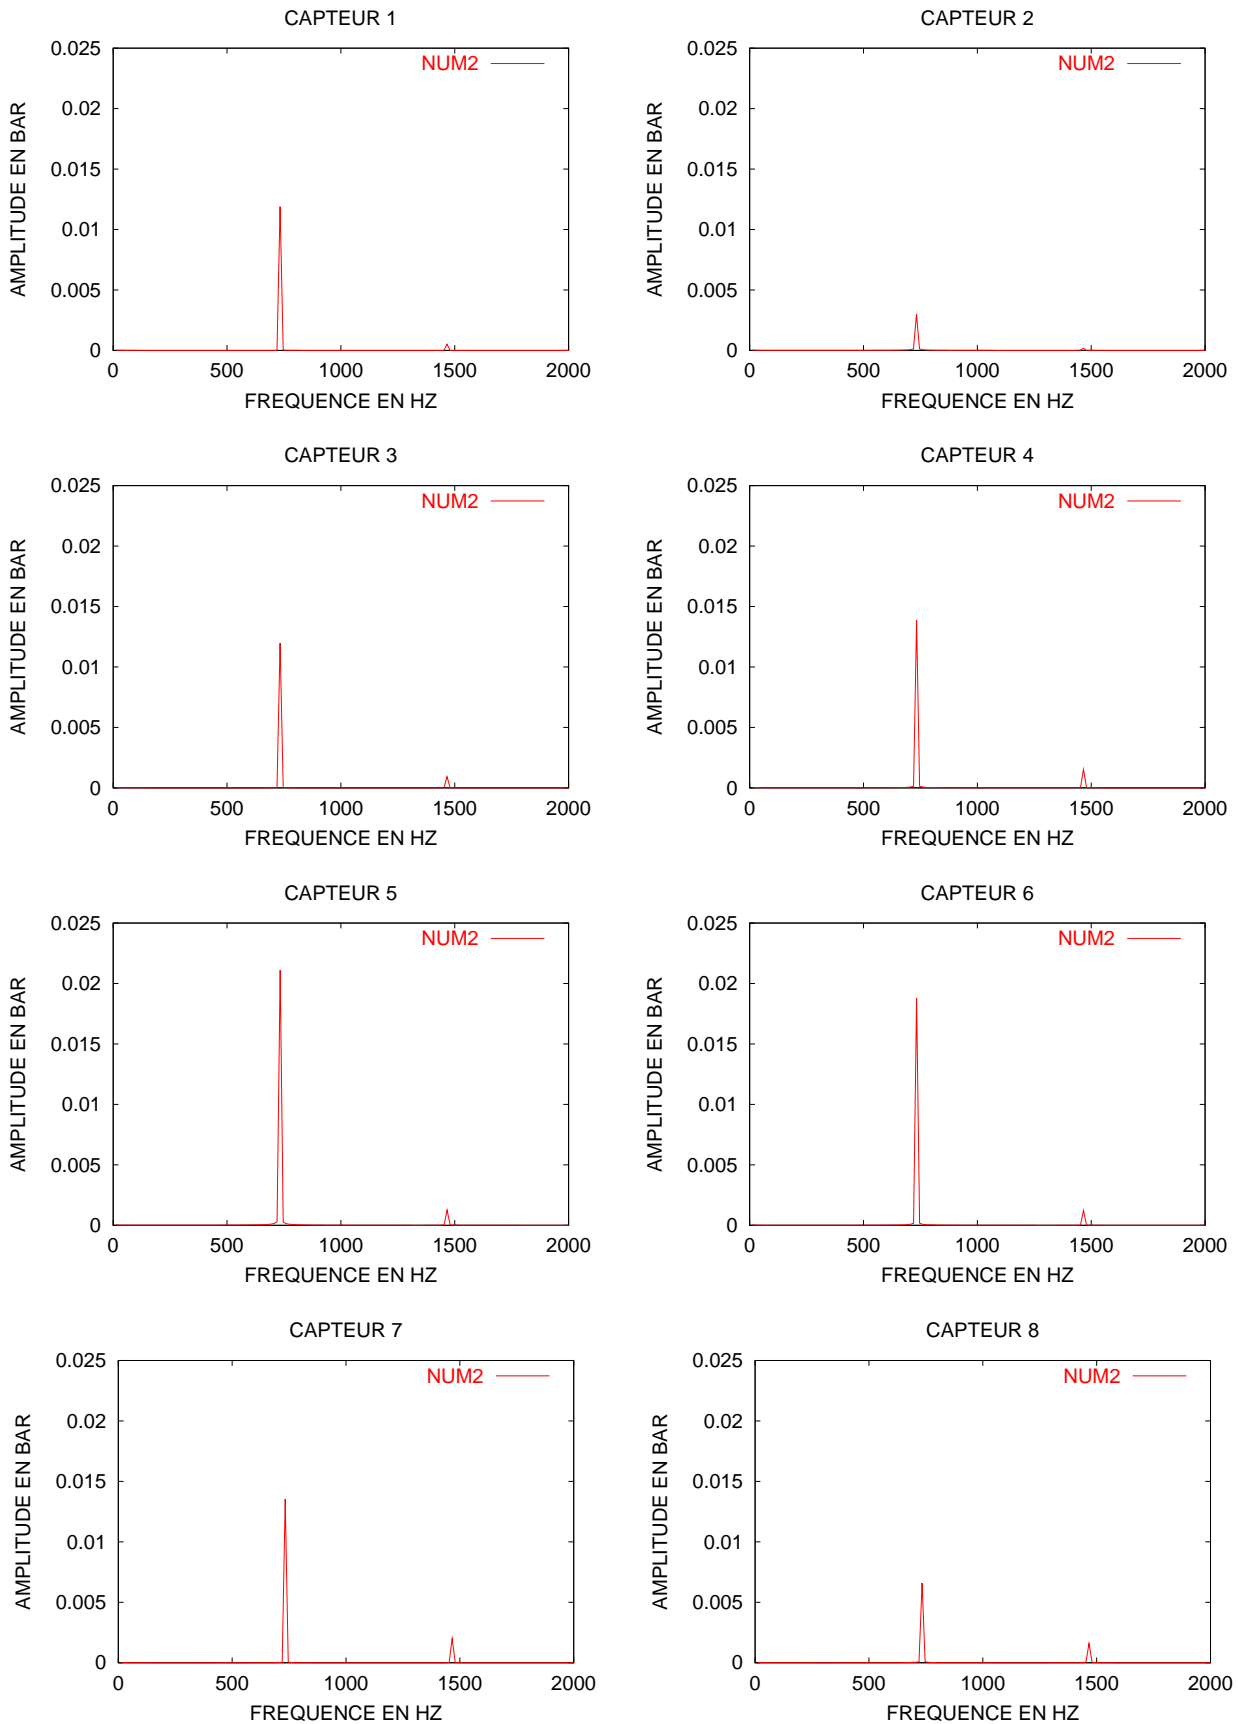 CAPTEUR 1
0.025
0.02
0.015
0.01
0.005
0
0 500 1000 1500 2000
AMPLITUDE EN BAR
FREQUENCE EN HZ
NUM2
CAPTEUR 2
0.025
0.02
0.015
0.01
0.005
0
0 500 1000 1500 2000
AMPLITUDE EN BAR
FREQUENCE EN HZ
NUM2
CAPTEUR 3
0.025
0.02
0.015
0.01
0.005
0
0 500 1000 1500 2000
AMPLITUDE EN BAR
FREQUENCE EN HZ
NUM2
CAPTEUR 4
0.025
0.02
0.015
0.01
0.005
0
0 500 1000 1500 2000
AMPLITUDE EN BAR
FREQUENCE EN HZ
NUM2
CAPTEUR 5
0.025
0.02
0.015
0.01
0.005
0
0 500 1000 1500 2000
AMPLITUDE EN BAR
FREQUENCE EN HZ
NUM2
CAPTEUR 6
0.025
0.02
0.015
0.01
0.005
0
0 500 1000 1500 2000
AMPLITUDE EN BAR
FREQUENCE EN HZ
NUM2
CAPTEUR 7
0.025
0.02
0.015
0.01
0.005
0
0 500 1000 1500 2000
AMPLITUDE EN BAR
FREQUENCE EN HZ
NUM2
CAPTEUR 8
0.025
0.02
0.015
0.01
0.005
0
0 500 1000 1500 2000
AMPLITUDE EN BAR
FREQUENCE EN HZ
NUM2